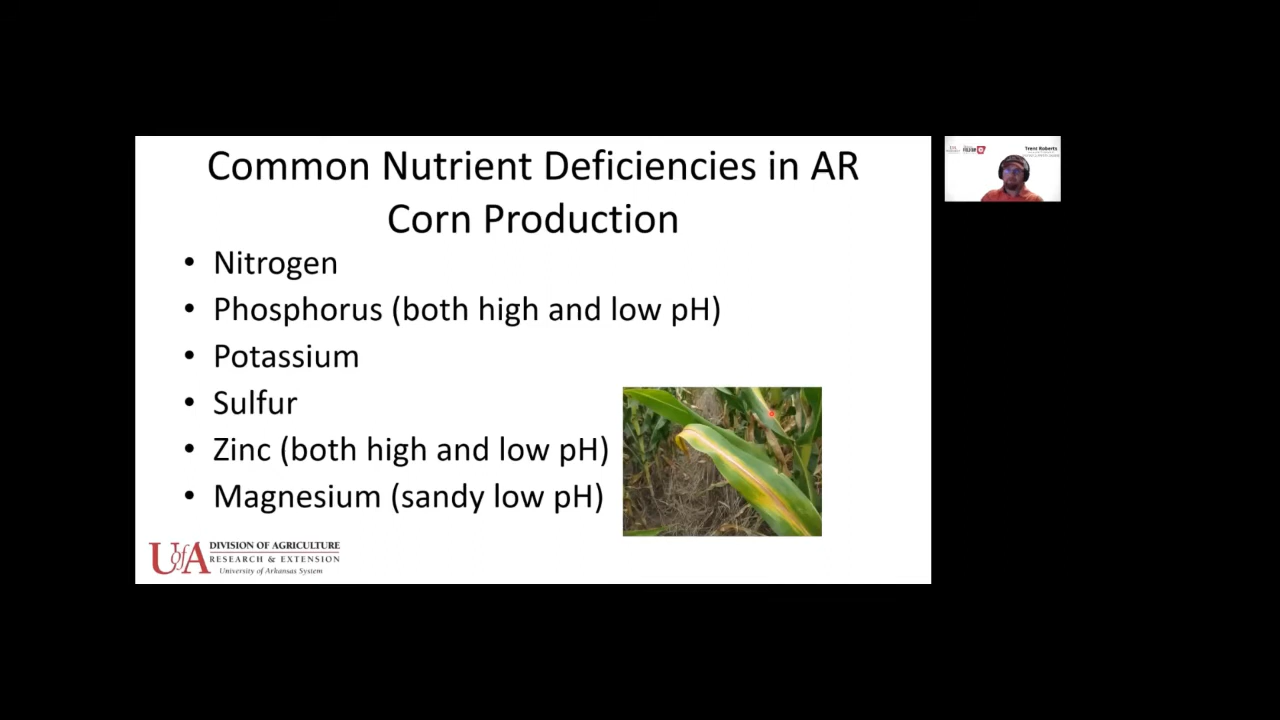 Common Nutrient Deficiencies in AR
Corn Production
• Nitrogen
• Phosphorus (both high and low pH)
• Potassium
• Sulfur
• Zinc (both high and low pH)
• Magnesium (sandy low pH)
UofA DIVISION OF AGRICULTURE
RESEARCH & EXTENSION
University of Arkansas System
Trent Roberts